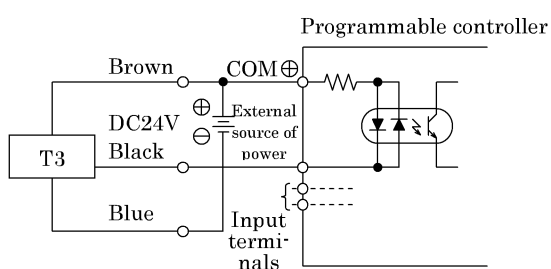 Programmable controller
Brown
COM⊕
⊕
DC24V
⊖
External
source of
power
T3
Black
Blue
Input
termi-
nals